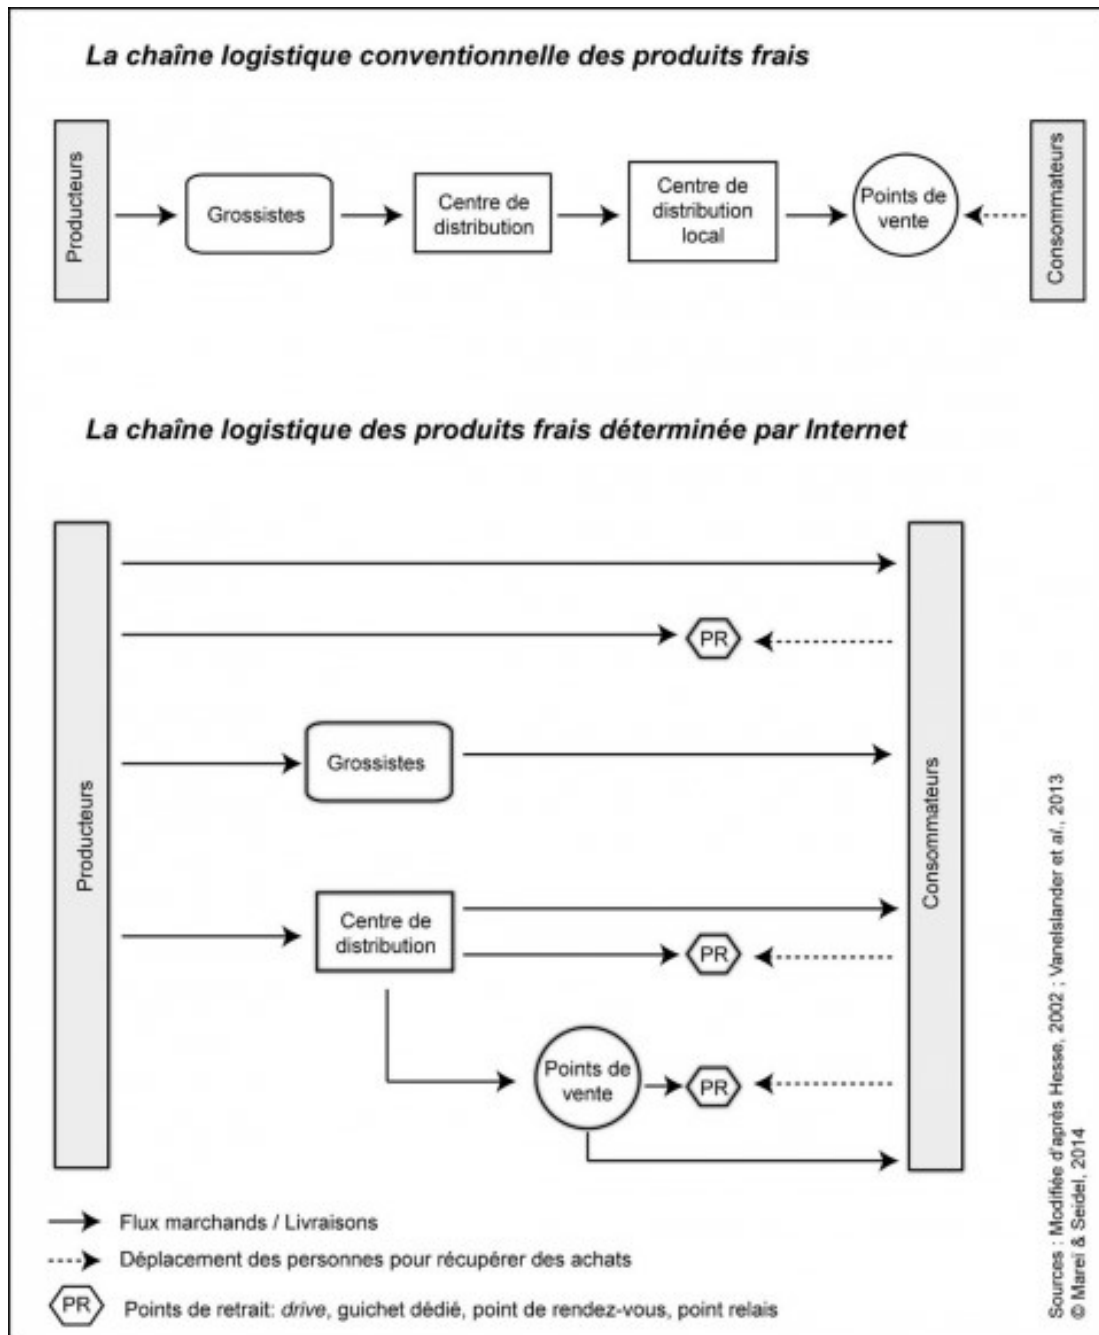 La chaîne logistique conventionnelle des produits frais
Producteurs
Grossistes
Centre de
distribution
Centre de
distribution
local
Points de
vente
Consommateurs
La chaîne logistique des produits frais déterminée par Internet
Producteurs
PR
Grossistes
Centre de
distribution
PR
Points de
vente
PR
Consommateurs
Flux marchands / Livraisons
Déplacement des personnes pour récupérer des achats
PR
Points de retrait: drive, guichet dédié, point de rendez-vous, point relais
Sources : Modifiée d'après Hesse, 2002 ; Vanelslander et al., 2013
© Marei & Seidel, 2014